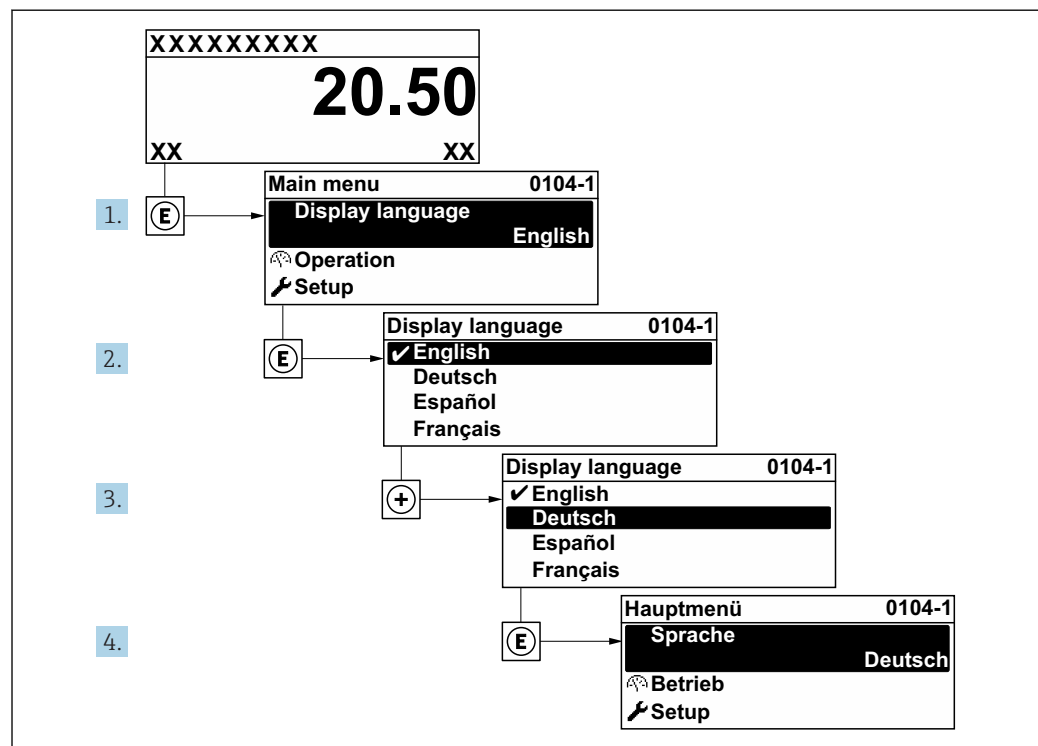 XXXXXXXXX
20.50
XX XX
1. E
Main menu 0104-1
Display language
English
Operation
Setup
2. E
Display language 0104-1
✔English
Deutsch
Español
Français
3. +
Display language 0104-1
✔English
Deutsch
Español
Français
4. E
Hauptmenü 0104-1
Sprache
Deutsch
Betrieb
Setup